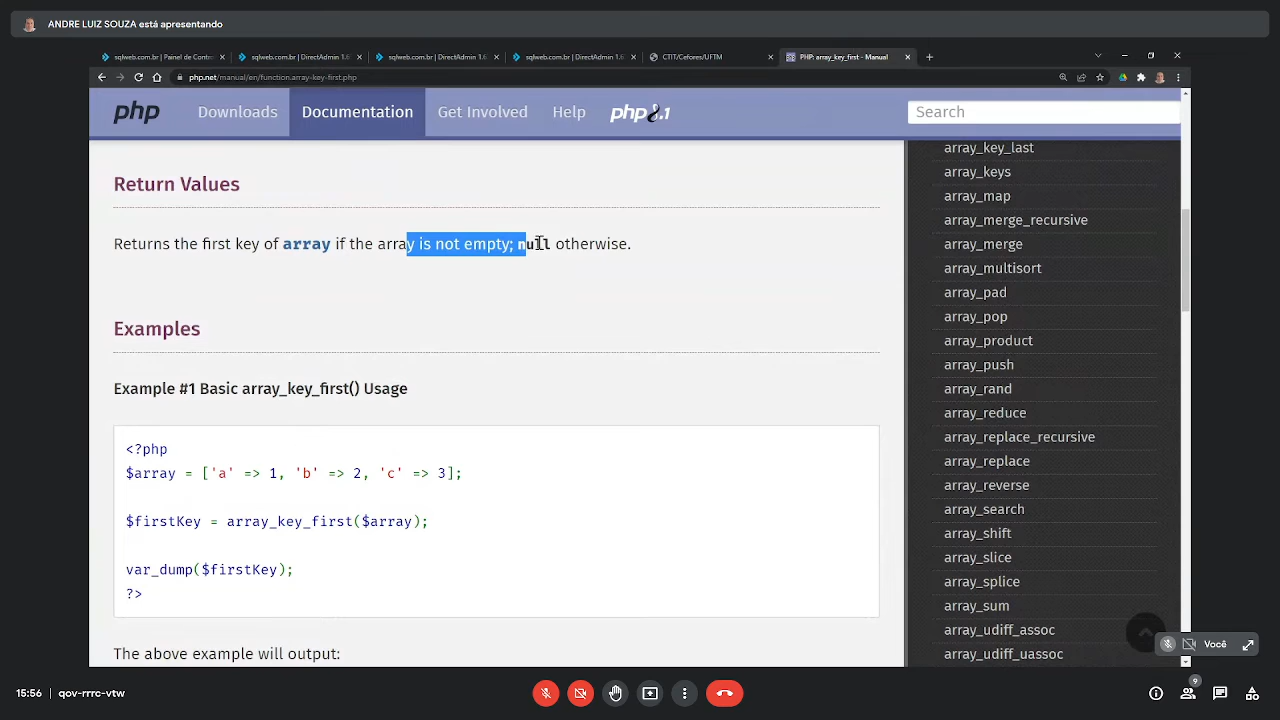 ANDRE LUIZ SOUZA está apresentando
sqlweb.com.br | Painel de Contr
sqlweb.com.br | DirectAdmin 1.6
sqlweb.com.br | DirectAdmin 1.6
sqlweb.com.br | DirectAdmin 1.6
CTIT/Cefores/UFTM
PHP: array_key_first - Manual
php.net/manual/en/function.array-key-first.php
php
Downloads
Documentation
Get Involved
Help
php8.1
Search
Return Values
Returns the first key of array if the array is not empty; null otherwise.
Examples
Example #1 Basic array_key_first() Usage
<?php
$array = ['a' => 1, 'b' => 2, 'c' => 3];
$firstKey = array_key_first($array);
var_dump($firstKey);
?>
The above example will output:
array_key_last
array_keys
array_map
array_merge_recursive
array_merge
array_multisort
array_pad
array_pop
array_product
array_push
array_rand
array_reduce
array_replace_recursive
array_replace
array_reverse
array_search
array_shift
array_slice
array_splice
array_sum
array_udiff_assoc
array_udiff_uassoc
Você
15:56
qov-rrrc-vtw
9